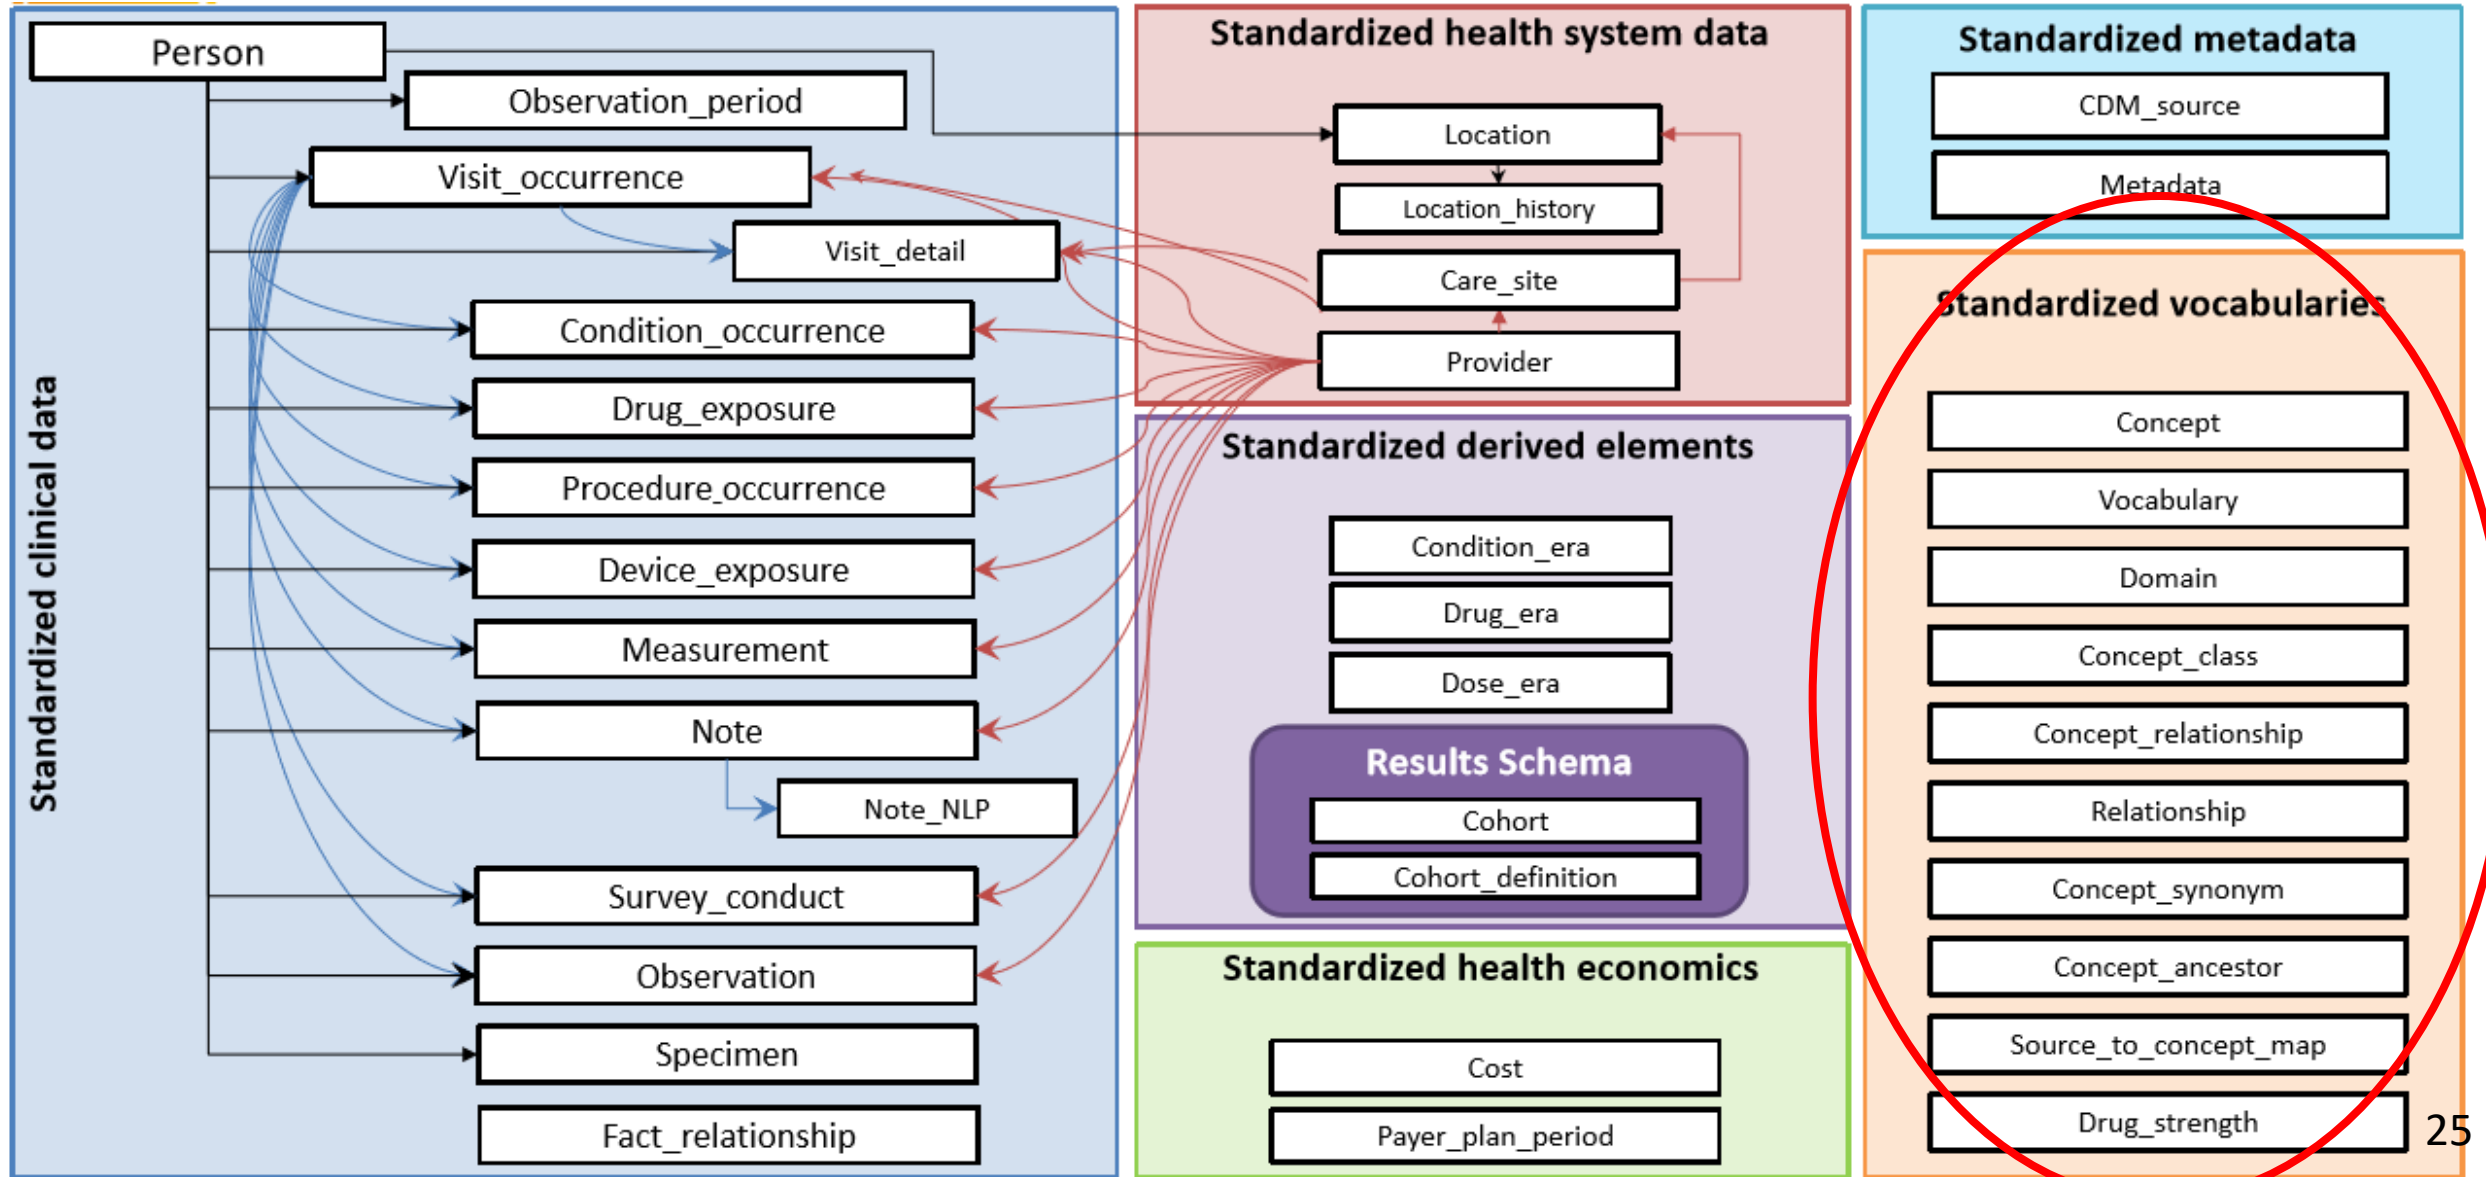 Standardized clinical data
Person
Observation_period
Visit_occurrence
Visit_detail
Condition_occurrence
Drug_exposure
Procedure_occurrence
Device_exposure
Measurement
Note
Note_NLP
Survey_conduct
Observation
Specimen
Fact_relationship
Standardized health system data
Location
Location_history
Care_site
Provider
Standardized derived elements
Condition_era
Drug_era
Dose_era
Results Schema
Cohort
Cohort_definition
Standardized health economics
Cost
Payer_plan_period
Standardized metadata
CDM_source
Metadata
Standardized vocabularies
Concept
Vocabulary
Domain
Concept_class
Concept_relationship
Relationship
Concept_synonym
Concept_ancestor
Source_to_concept_map
Drug_strength
25